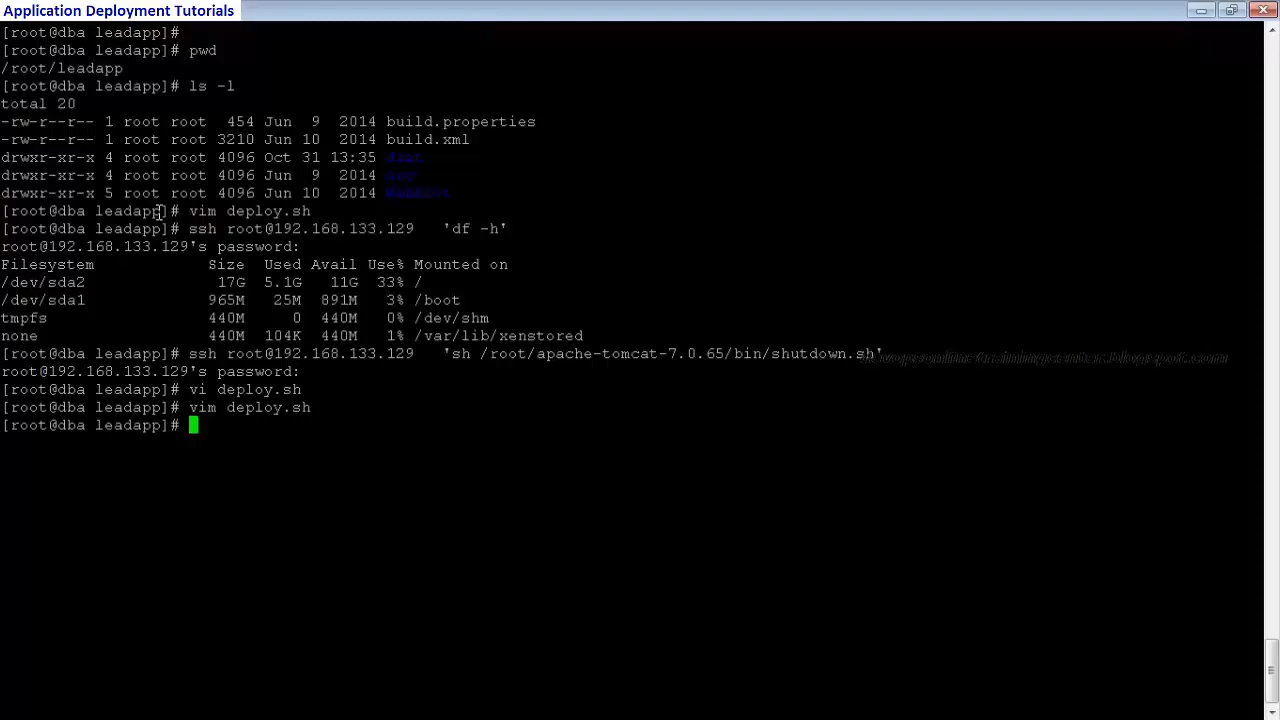 Application Deployment Tutorials
[root@dba leadapp]#
[root@dba leadapp]# pwd
/root/leadapp
[root@dba leadapp]# ls -l
total 20
-rw-r--r-- 1 root root  454 Jun  9  2014 build.properties
-rw-r--r-- 1 root root 3210 Jun 10  2014 build.xml
drwxr-xr-x 4 root root 4096 Oct 31 13:35 dist
drwxr-xr-x 4 root root 4096 Jun  9  2014
drwxr-xr-x 5 root root 4096 Jun 10  2014
[root@dba leadapp]# vim deploy.sh
[root@dba leadapp]# ssh root@192.168.133.129   'df -h'
root@192.168.133.129's password:
Filesystem            Size  Used Avail Use% Mounted on
/dev/sda2              17G  5.1G   11G  33% /
/dev/sda1             965M   25M  891M   3% /boot
tmpfs                 440M     0  440M   0% /dev/shm
none                  440M  104K  440M   1% /var/lib/xenstored
[root@dba leadapp]# ssh root@192.168.133.129   'sh /root/apache-tomcat-7.0.65/bin/shutdown.sh'
root@192.168.133.129's password:
[root@dba leadapp]# vi deploy.sh
[root@dba leadapp]# vim deploy.sh
[root@dba leadapp]#